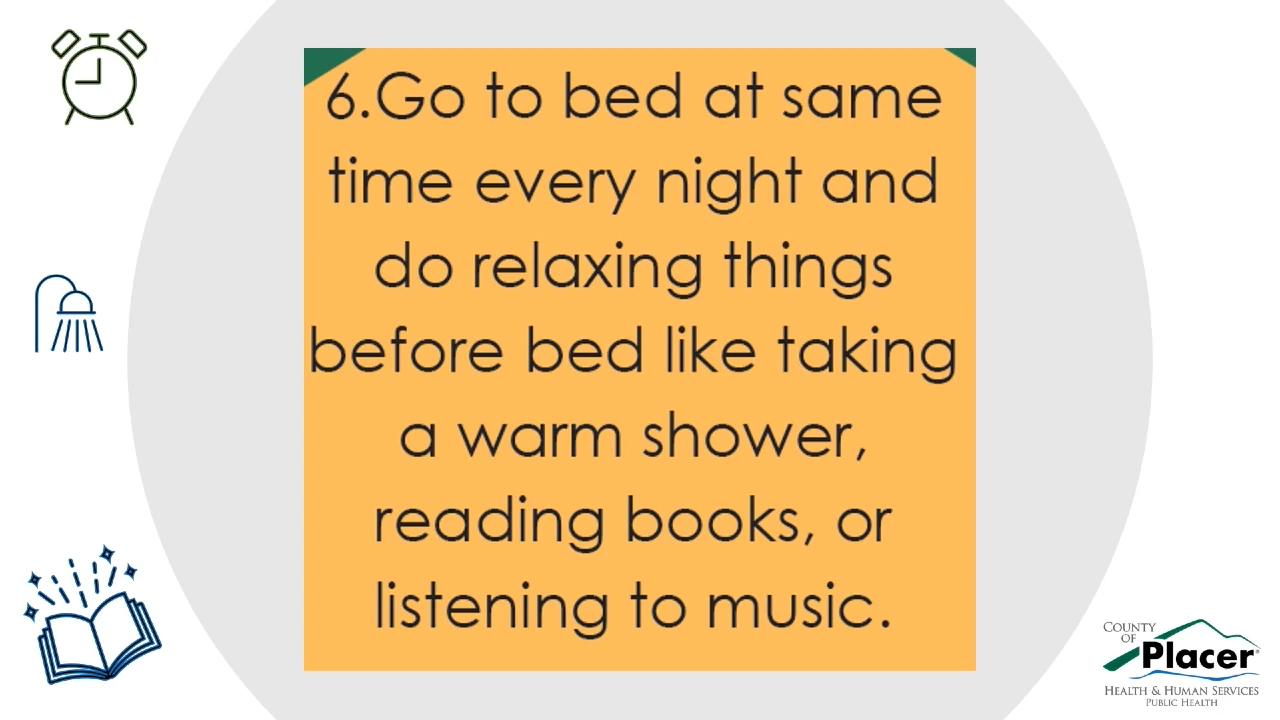 6.Go to bed at same
time every night and
do relaxing things
before bed like taking
a warm shower,
reading books, or
listening to music.
COUNTY
OF
Placer®
HEALTH & HUMAN SERVICES
PUBLIC HEALTH